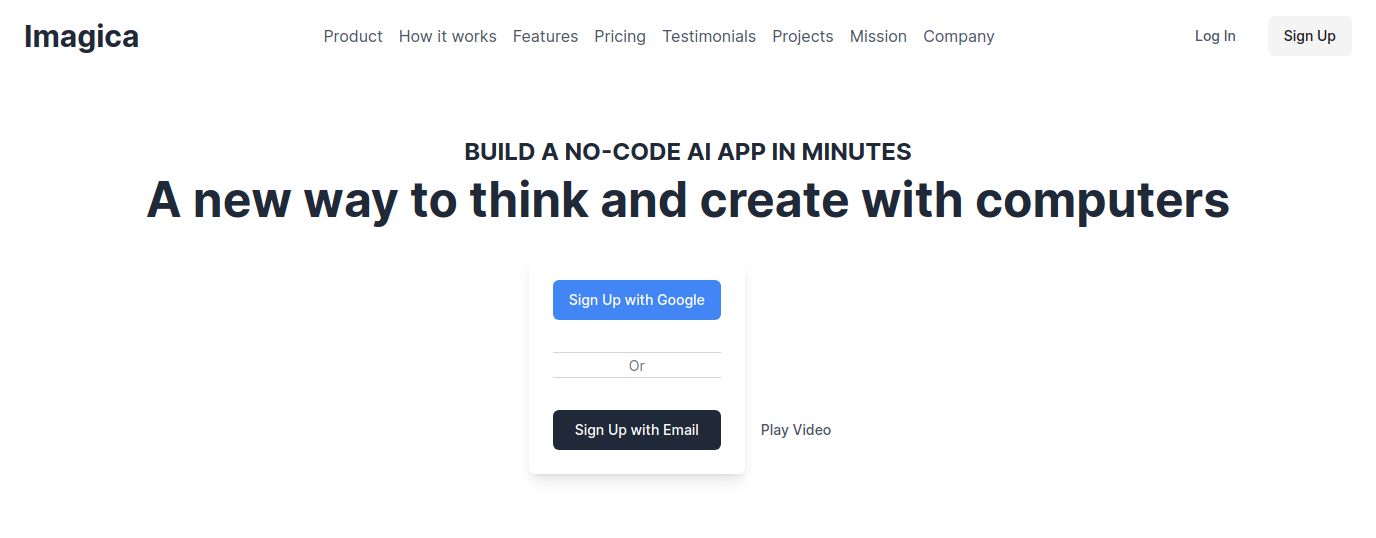 Imagica
Product How it works Features Pricing Testimonials Projects Mission Company
Log In Sign Up
BUILD A NO-CODE AI APP IN MINUTES
A new way to think and create with computers
Sign Up with Google
Or
Sign Up with Email
Play Video